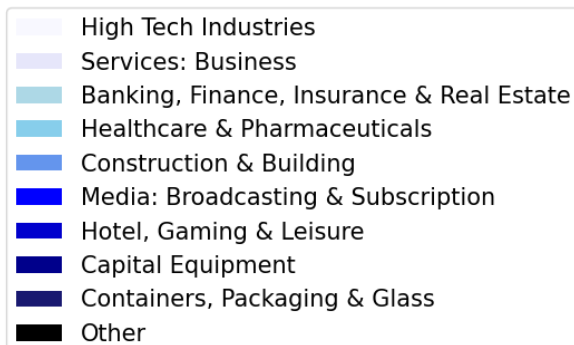 High Tech Industries
Services: Business
Banking, Finance, Insurance & Real Estate
Healthcare & Pharmaceuticals
Construction & Building
Media: Broadcasting & Subscription
Hotel, Gaming & Leisure
Capital Equipment
Containers, Packaging & Glass
Other